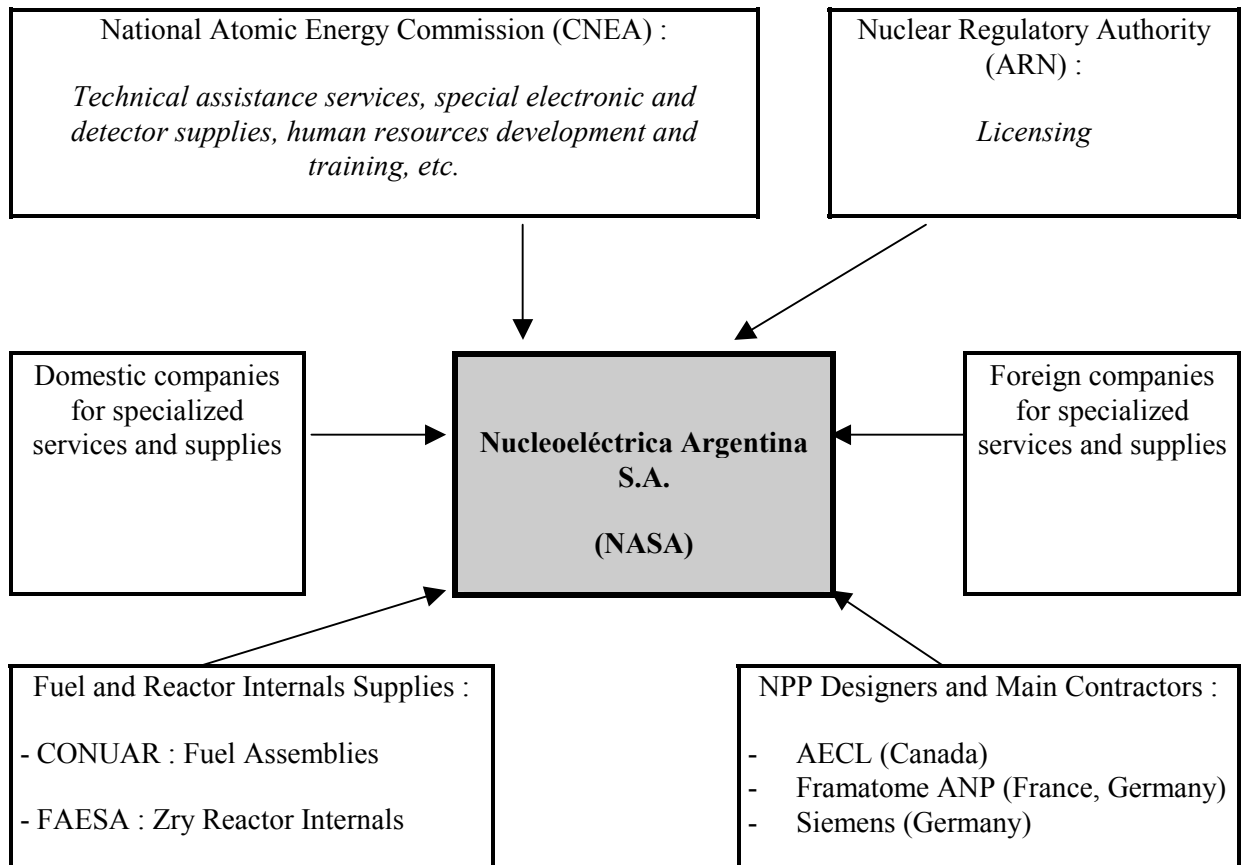 National Atomic Energy Commission (CNEA) :
Technical assistance services, special electronic and
detector supplies, human resources development and
training, etc.
Nuclear Regulatory Authority
(ARN) :
Licensing
Domestic companies
for specialized
services and supplies
Nucleoeléctrica Argentina
S.A.
(NASA)
Foreign companies
for specialized
services and supplies
Fuel and Reactor Internals Supplies :
- CONUAR : Fuel Assemblies
- FAESA : Zry Reactor Internals
NPP Designers and Main Contractors :
- AECL (Canada)
- Framatome ANP (France, Germany)
- Siemens (Germany)